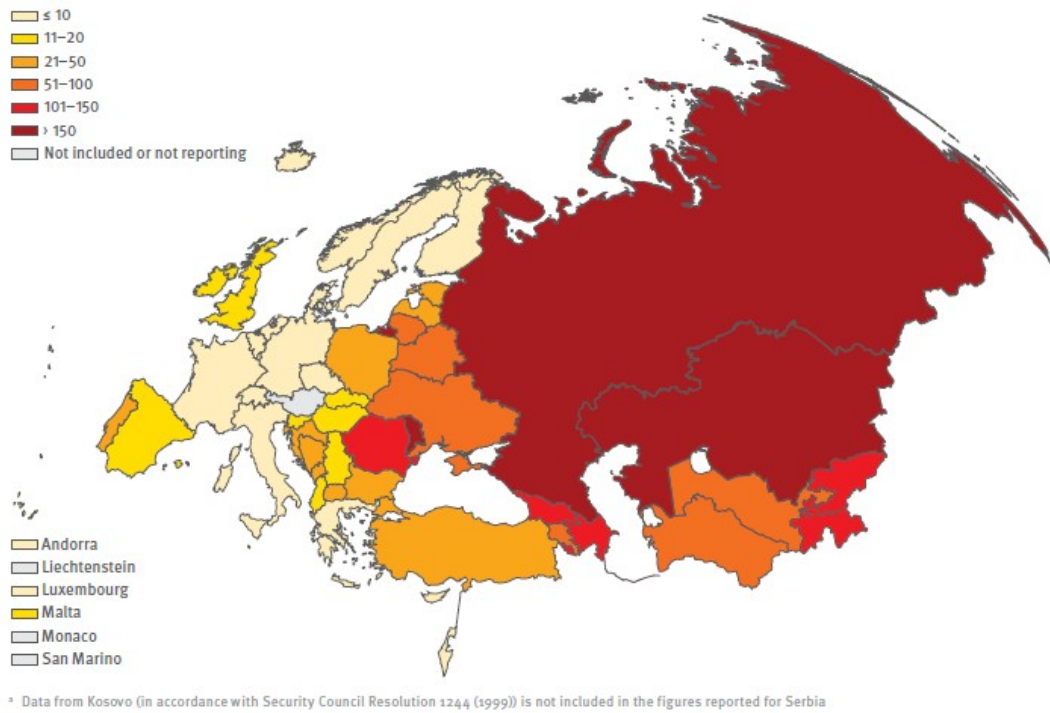 ≤ 10
11–20
21–50
51–100
101–150
› 150
Not included or not reporting
Andorra
Liechtenstein
Luxembourg
Malta
Monaco
San Marino
ª Data from Kosovo (in accordance with Security Council Resolution 1244 (1999)) is not included in the figures reported for Serbia